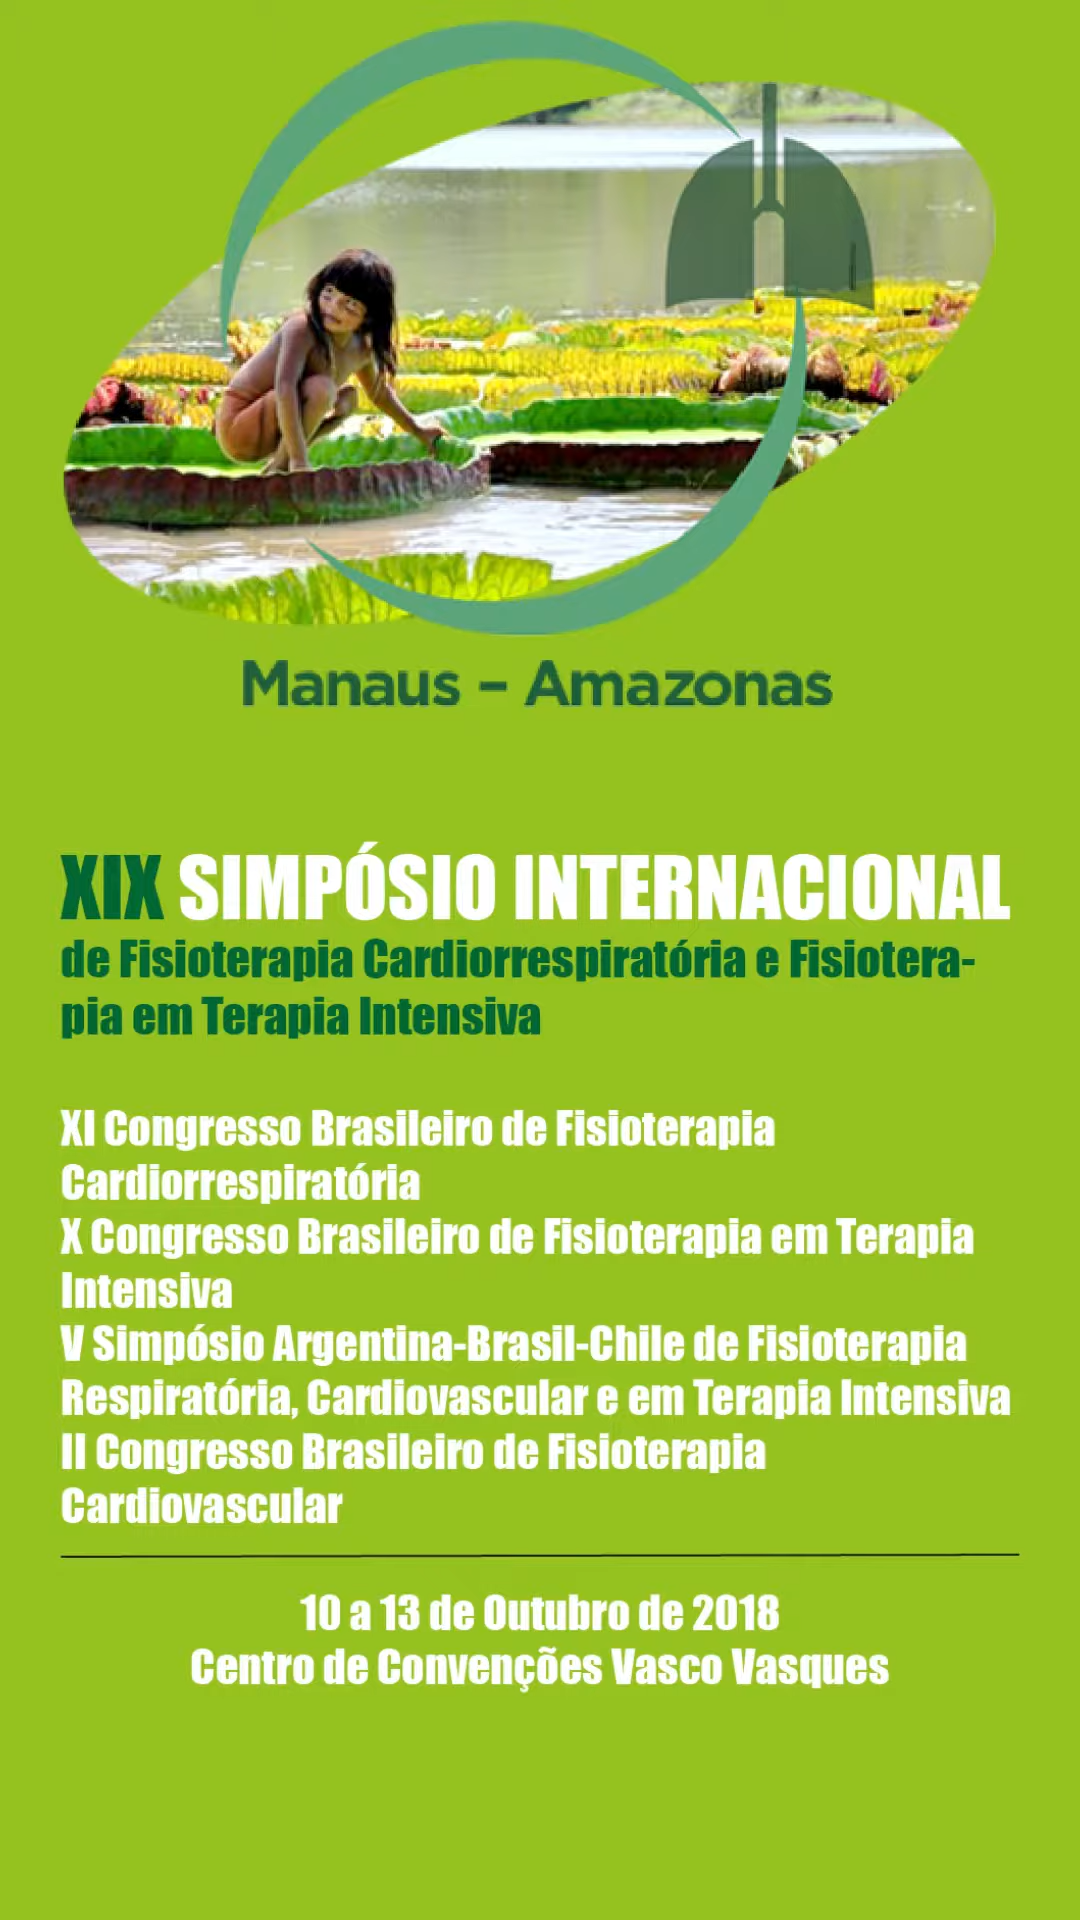 Manaus – Amazonas
XIX SIMPÓSIO INTERNACIONAL
de Fisioterapia Cardiorrespiratória e Fisiotera-
pia em Terapia Intensiva
XI Congresso Brasileiro de Fisioterapia
Cardiorrespiratória
X Congresso Brasileiro de Fisioterapia em Terapia
Intensiva
V Simpósio Argentina-Brasil-Chile de Fisioterapia
Respiratória, Cardiovascular e em Terapia Intensiva
II Congresso Brasileiro de Fisioterapia
Cardiovascular
10 a 13 de Outubro de 2018
Centro de Convenções Vasco Vasques